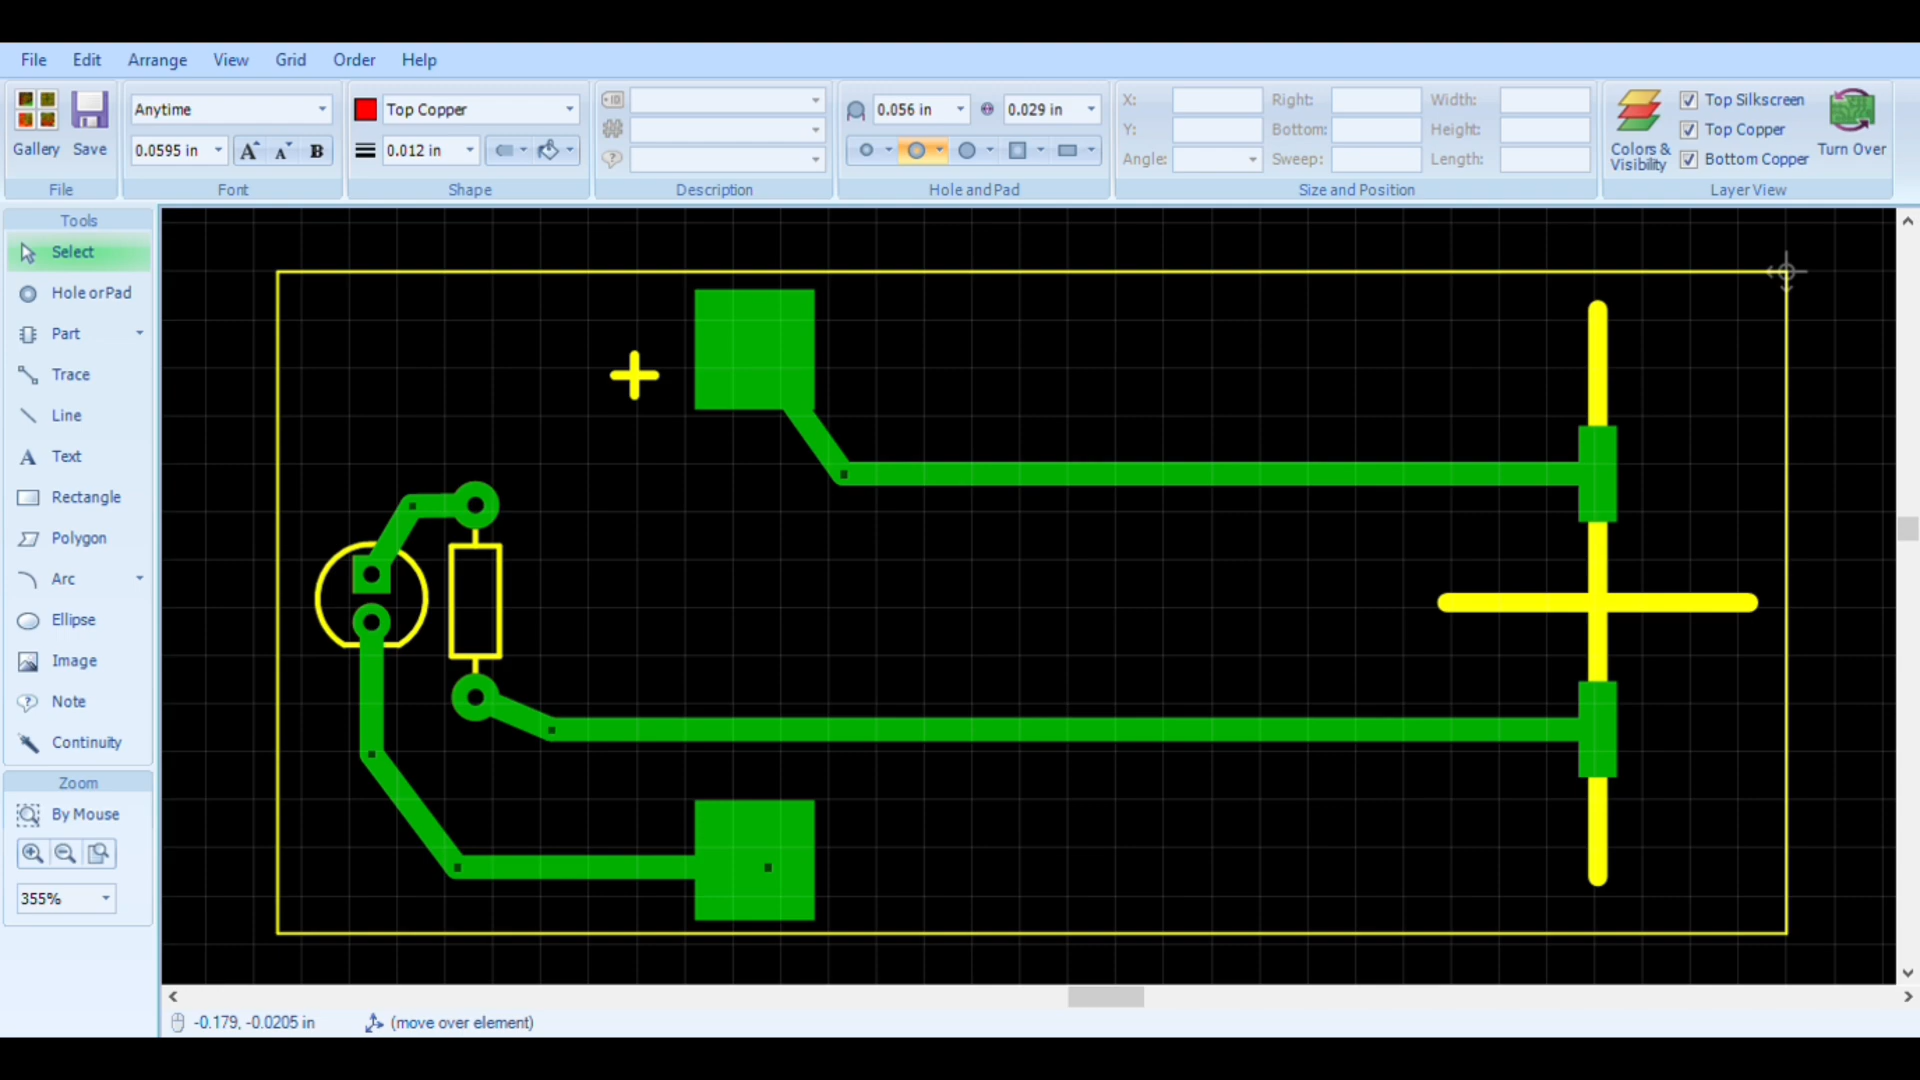 File Edit Arrange View Grid Order Help
Anytime
Top Copper
0.056 in
0.029 in
X: Right: Width:
Top Silkscreen
Y: Bottom: Height:
Top Copper
Gallery Save
0.0595 in
A A B
0.012 in
Angle: Sweep: Length:
Colors & Visibility
Bottom Copper
Turn Over
File
Font
Shape
Description
Hole and Pad
Size and Position
Layer View
Tools
Select
Hole or Pad
Part
Trace
Line
A Text
Rectangle
Polygon
Arc
Ellipse
Image
Note
Continuity
Zoom
By Mouse
355%
+
-0.179, -0.0205 in
(move over element)